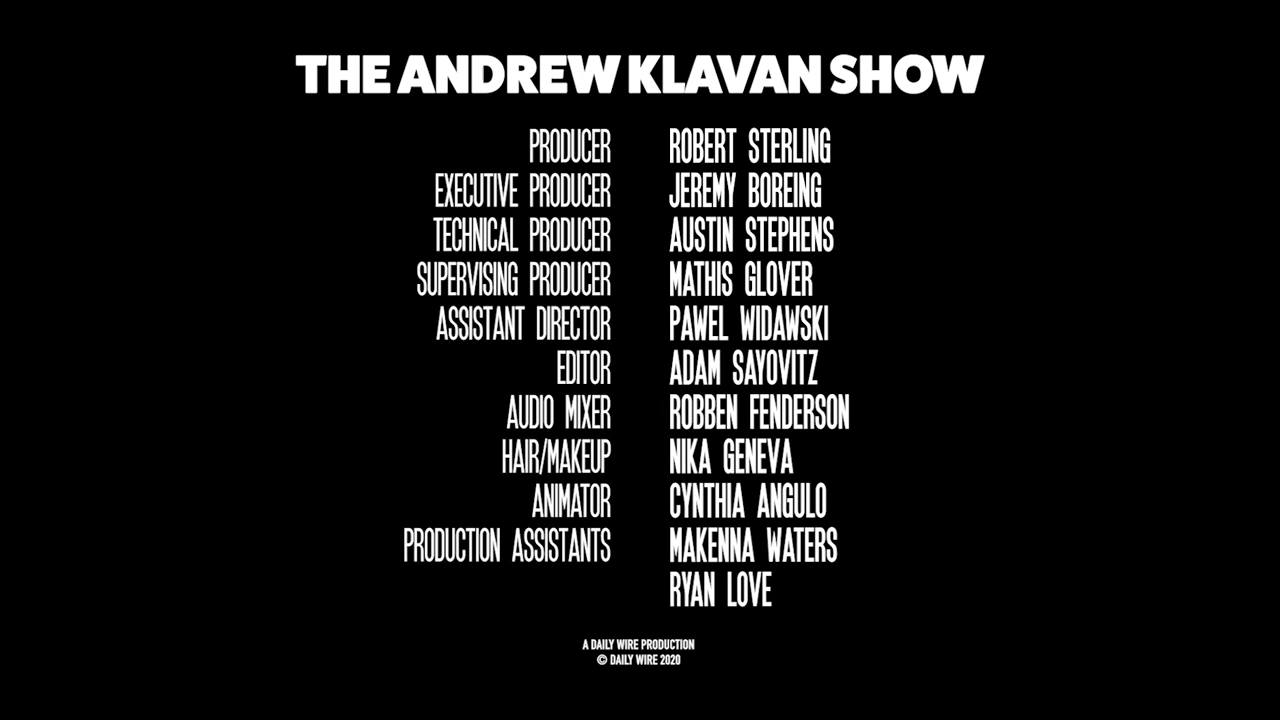 THE ANDREW KLAVAN SHOW
PRODUCER ROBERT STERLING
EXECUTIVE PRODUCER JEREMY BOREING
TECHNICAL PRODUCER AUSTIN STEPHENS
SUPERVISING PRODUCER MATHIS GLOVER
ASSISTANT DIRECTOR PAWEL WIDAWSKI
EDITOR ADAM SAYOVITZ
AUDIO MIXER ROBBEN FENDERSON
HAIR/MAKEUP NIKA GENEVA
ANIMATOR CYNTHIA ANGULO
PRODUCTION ASSISTANTS MAKENNA WATERS
RYAN LOVE
A DAILY WIRE PRODUCTION
© DAILY WIRE 2020